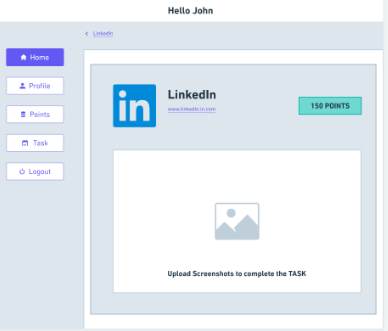 Hello John
LinkedIn
Home
Profile
Points
Task
Logout
in
LinkedIn
www.linkedin.in.com
150 POINTS
Upload Screenshots to complete the TASK